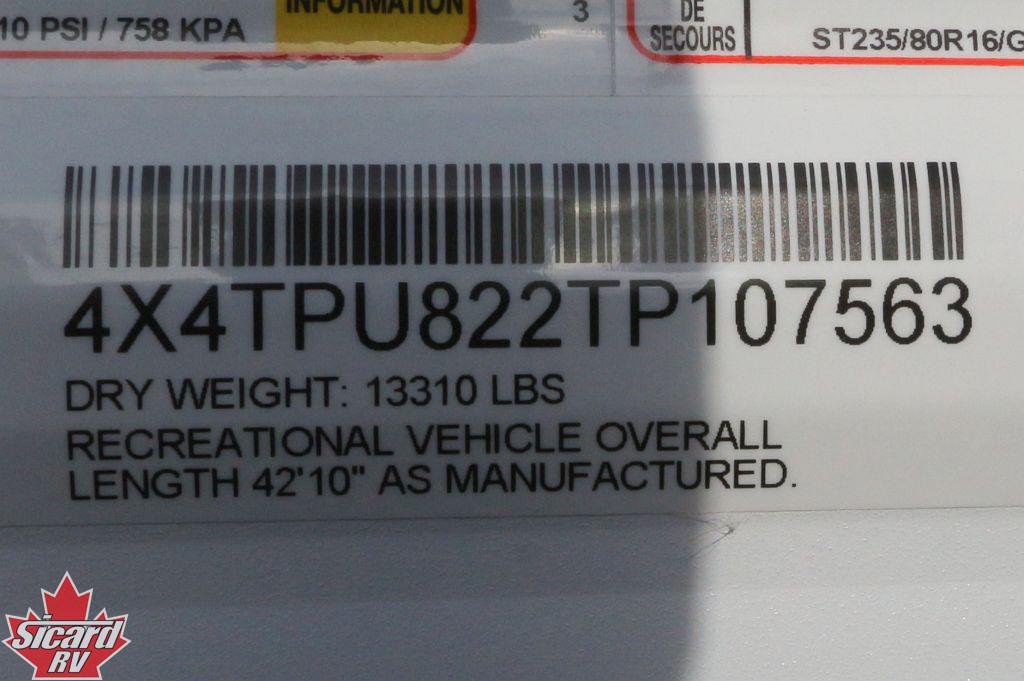 10 PSI / 758 KPA
INFORMATION
3
DE
SECOURS
ST235/80R16/G
4X4TPU822TP107563
DRY WEIGHT: 13310 LBS
RECREATIONAL VEHICLE OVERALL
LENGTH 42'10" AS MANUFACTURED.
Sicard
RV